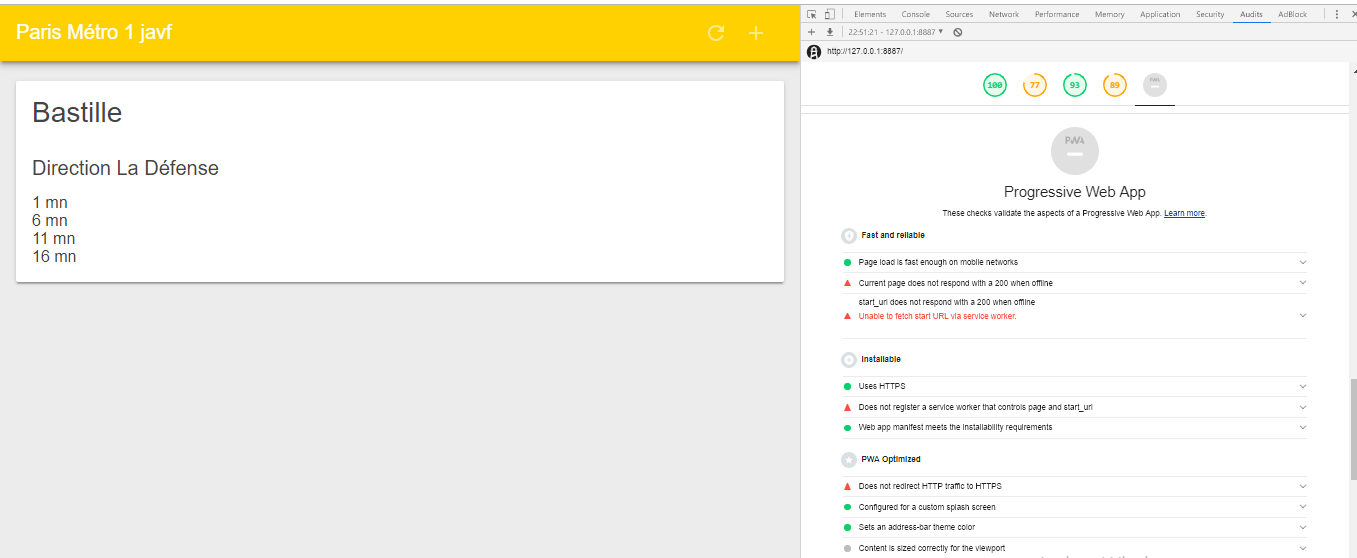 Paris Métro 1 javf
Bastille
Direction La Défense
1 mn
6 mn
11 mn
16 mn
Elements Console Sources Network Performance Memory Application Security Audits AdBlock
22:51:21 - 127.0.0.1:8887
http://127.0.0.1:8887/
100 77 93 89 PWA
PWA
Progressive Web App
These checks validate the aspects of a Progressive Web App. Learn more.
Fast and reliable
Page load is fast enough on mobile networks
Current page does not respond with a 200 when offline
start_url does not respond with a 200 when offline
Unable to fetch start URL via service worker.
Installable
Uses HTTPS
Does not register a service worker that controls page and start_url
Web app manifest meets the installability requirements
PWA Optimized
Does not redirect HTTP traffic to HTTPS
Configured for a custom splash screen
Sets an address-bar theme color
Content is sized correctly for the viewport